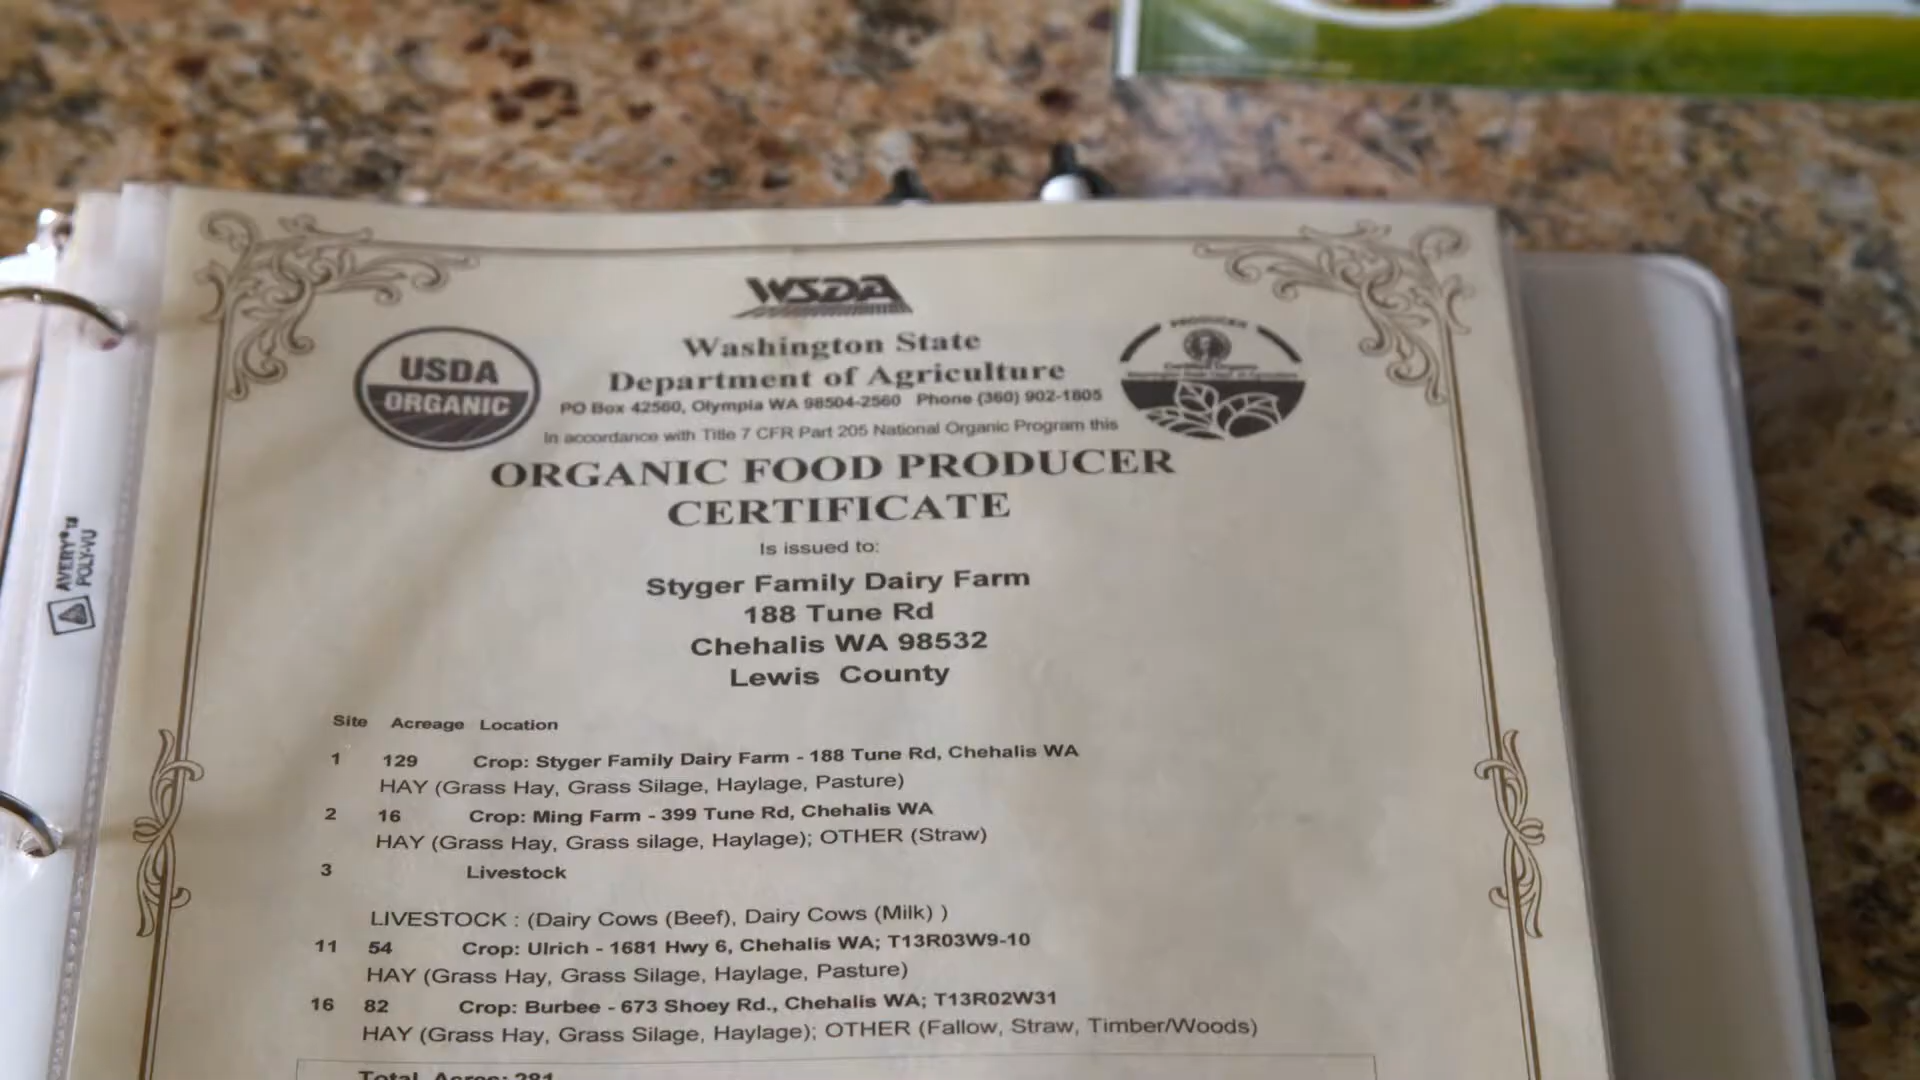 WSDA
Washington State
Department of Agriculture
PO Box 42560, Olympia WA 98504-2560 Phone (360) 902-1805
In accordance with Title 7 CFR Part 205 National Organic Program this
USDA
ORGANIC
PRODUCER
ORGANIC FOOD PRODUCER
CERTIFICATE
Is issued to:
Styger Family Dairy Farm
188 Tune Rd
Chehalis WA 98532
Lewis County
Site Acreage Location
1 129 Crop: Styger Family Dairy Farm - 188 Tune Rd, Chehalis WA
HAY (Grass Hay, Grass Silage, Haylage, Pasture)
2 16 Crop: Ming Farm - 399 Tune Rd, Chehalis WA
HAY (Grass Hay, Grass silage, Haylage); OTHER (Straw)
3 Livestock
LIVESTOCK : (Dairy Cows (Beef), Dairy Cows (Milk) )
11 54 Crop: Ulrich - 1681 Hwy 6, Chehalis WA; T13R03W9-10
HAY (Grass Hay, Grass Silage, Haylage, Pasture)
16 82 Crop: Burbee - 673 Shoey Rd., Chehalis WA; T13R02W31
HAY (Grass Hay, Grass Silage, Haylage); OTHER (Fallow, Straw, Timber/Woods)
Total Acres: 281
AVERY™
POLY-VU